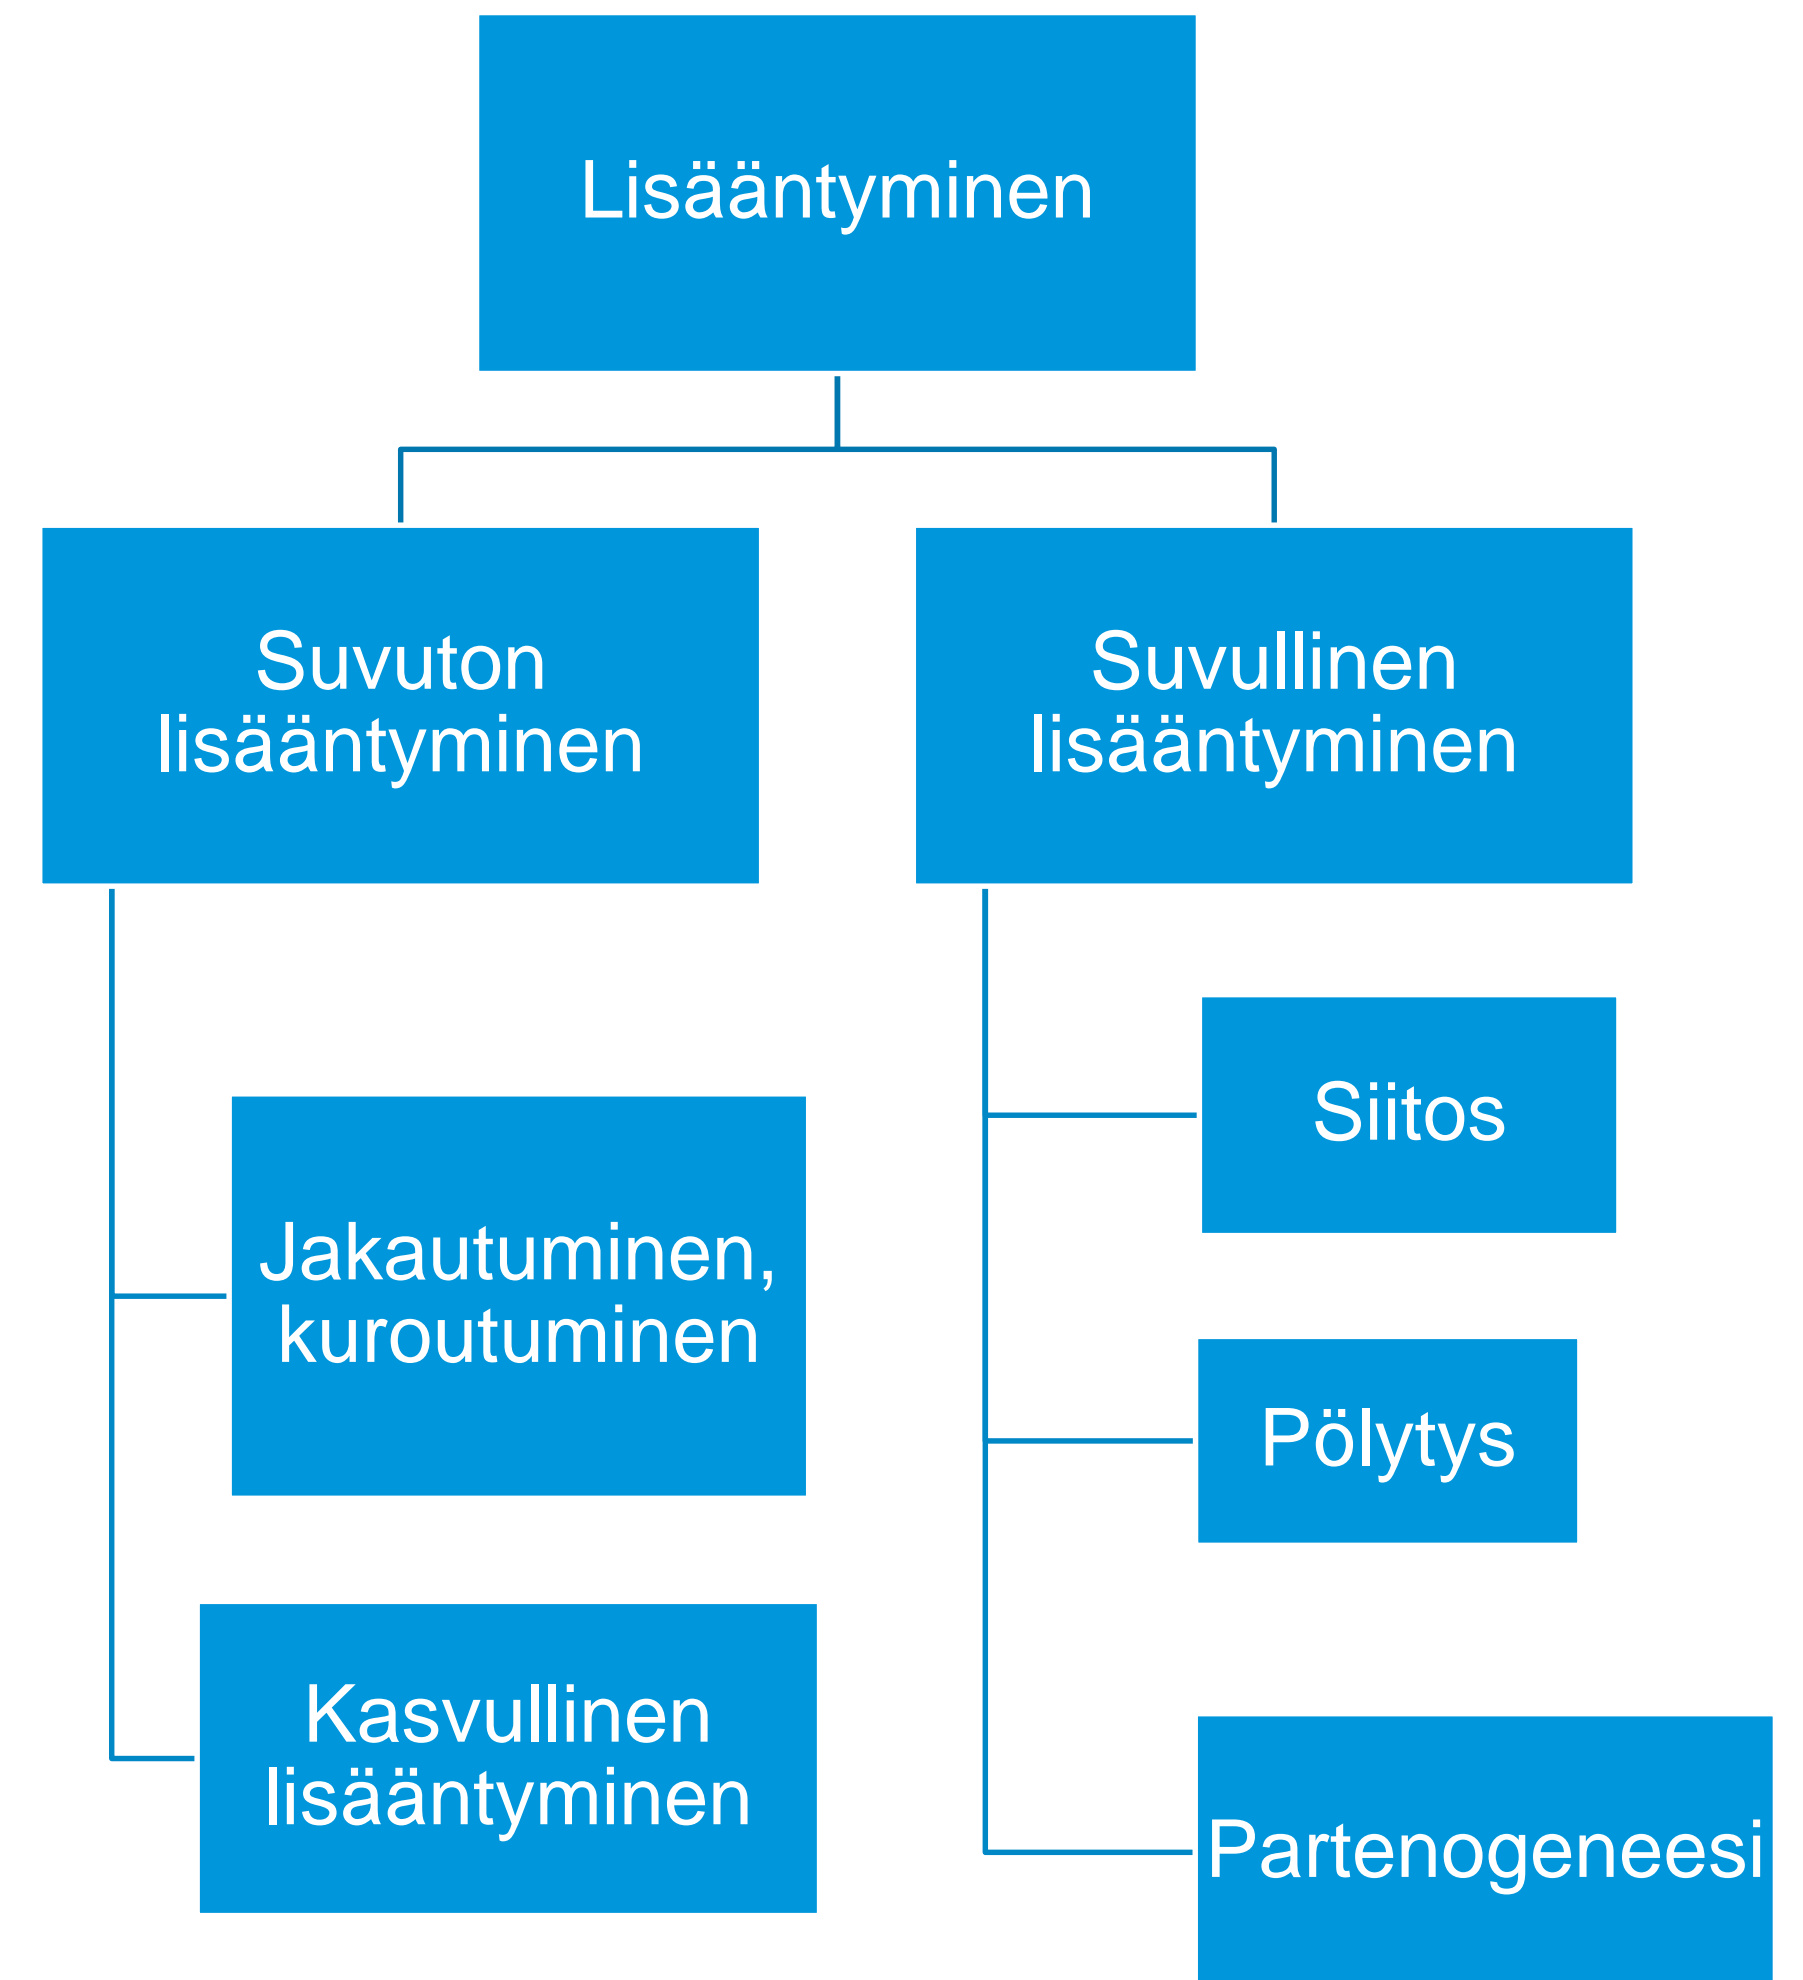 Lisääntyminen
Suvuton
lisääntyminen
Suvullinen
lisääntyminen
Jakautuminen,
kuroutuminen
Kasvullinen
lisääntyminen
Siitos
Pölytys
Partenogeneesi